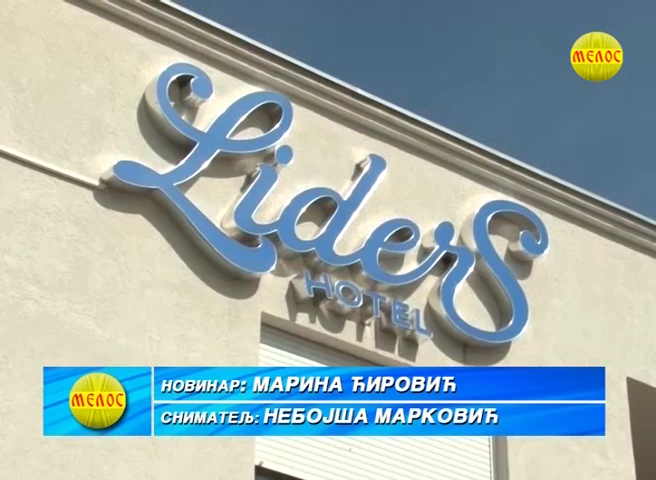 МЕЛОС
Liders
HOTEL
МЕЛОС
НОВИНАР: МАРИНА ЋИРОВИЋ
СНИМАТЕЉ: НЕБОЈША МАРКОВИЋ